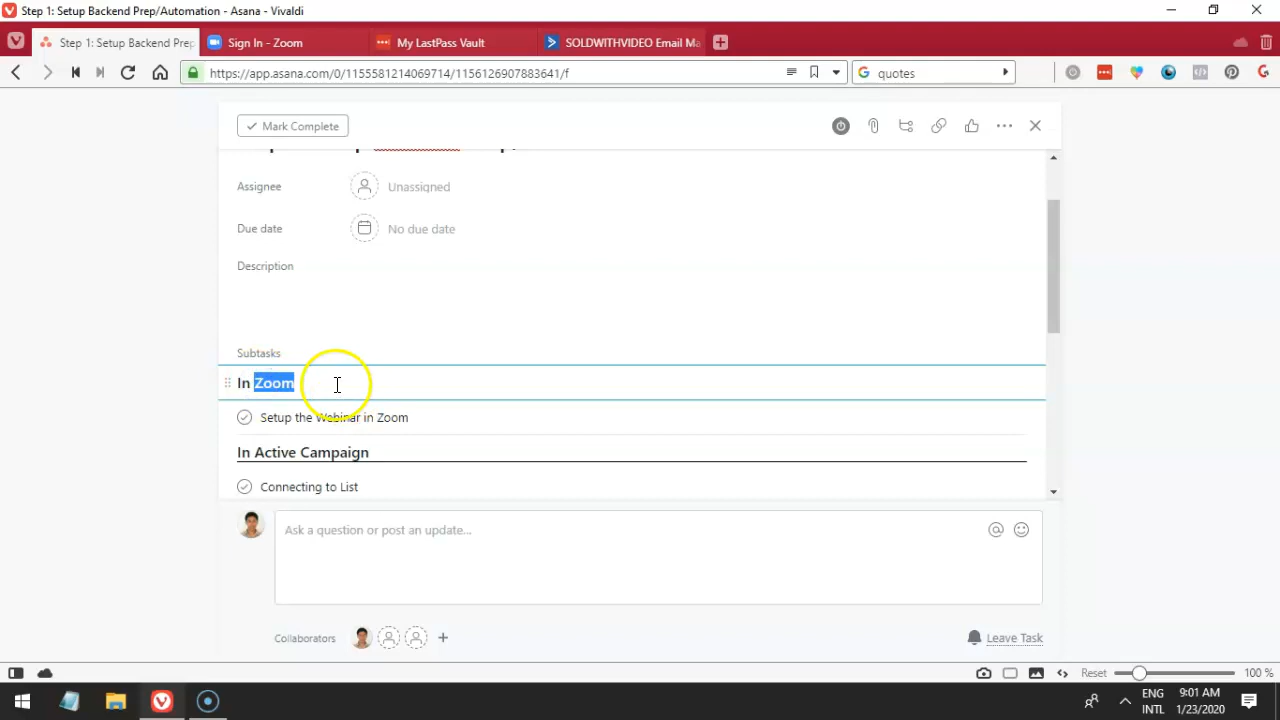 Step 1: Setup Backend Prep/Automation - Asana - Vivaldi
Step 1: Setup Backend Prep
Sign In - Zoom
My LastPass Vault
SOLDWITHVIDEO Email Ma
https://app.asana.com/0/1155581214069714/1156126907883641/f
quotes
Mark Complete
Assignee
Unassigned
Due date
No due date
Description
Subtasks
In Zoom
Setup the Webinar in Zoom
In Active Campaign
Connecting to List
Ask a question or post an update...
Collaborators
Leave Task
Reset
100 %
ENG
9:01 AM
INTL
1/23/2020